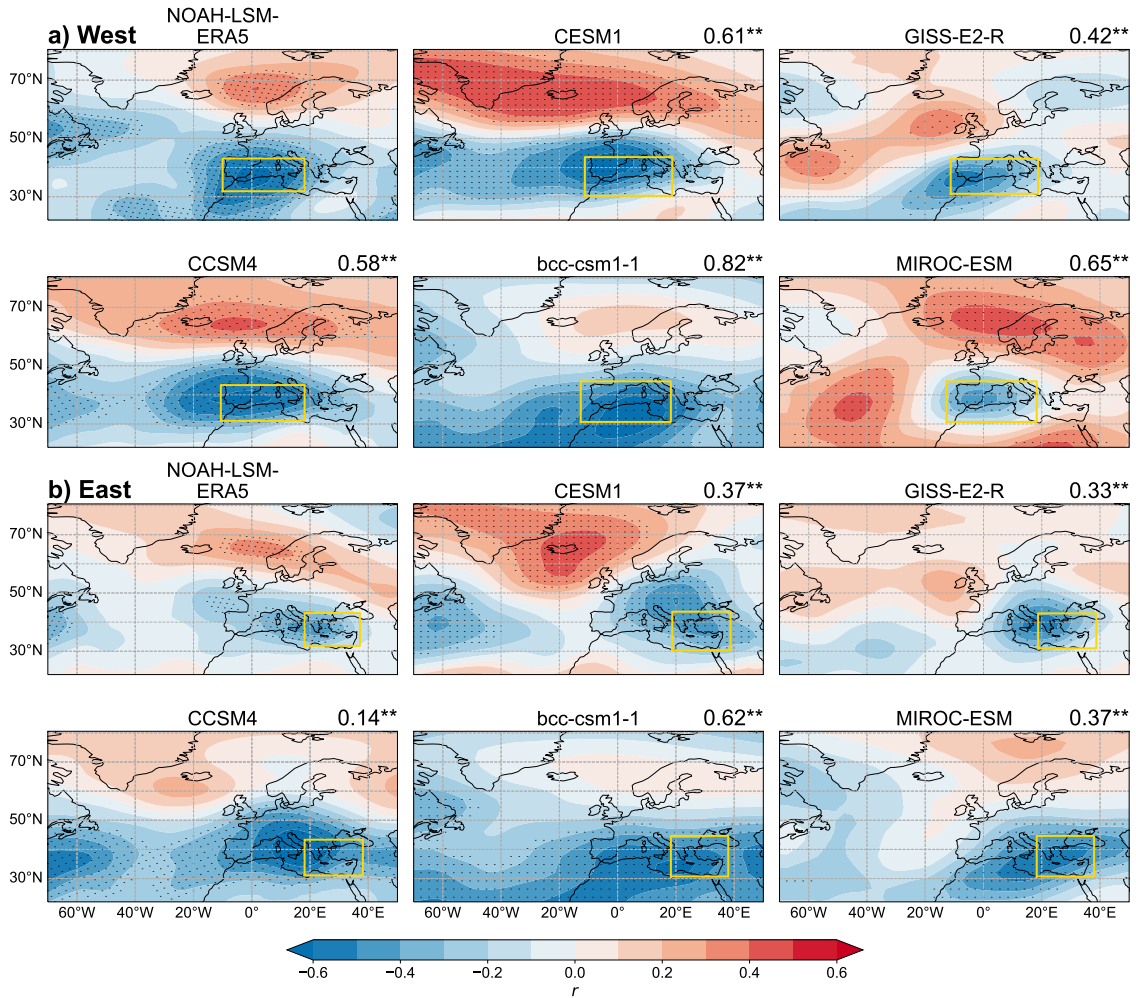 a) West
NOAH-LSM-
ERA5
CESM1 0.61**
GISS-E2-R 0.42**
70°N
50°N
30°N
CCSM4 0.58**
bcc-csm1-1 0.82**
MIROC-ESM 0.65**
70°N
50°N
30°N
b) East
NOAH-LSM-
ERA5
CESM1 0.37**
GISS-E2-R 0.33**
70°N
50°N
30°N
CCSM4 0.14**
bcc-csm1-1 0.62**
MIROC-ESM 0.37**
70°N
50°N
30°N
60°W 40°W 20°W 0° 20°E 40°E 60°W 40°W 20°W 0° 20°E 40°E 60°W 40°W 20°W 0° 20°E 40°E
−0.6 −0.4 −0.2 0.0 0.2 0.4 0.6
r